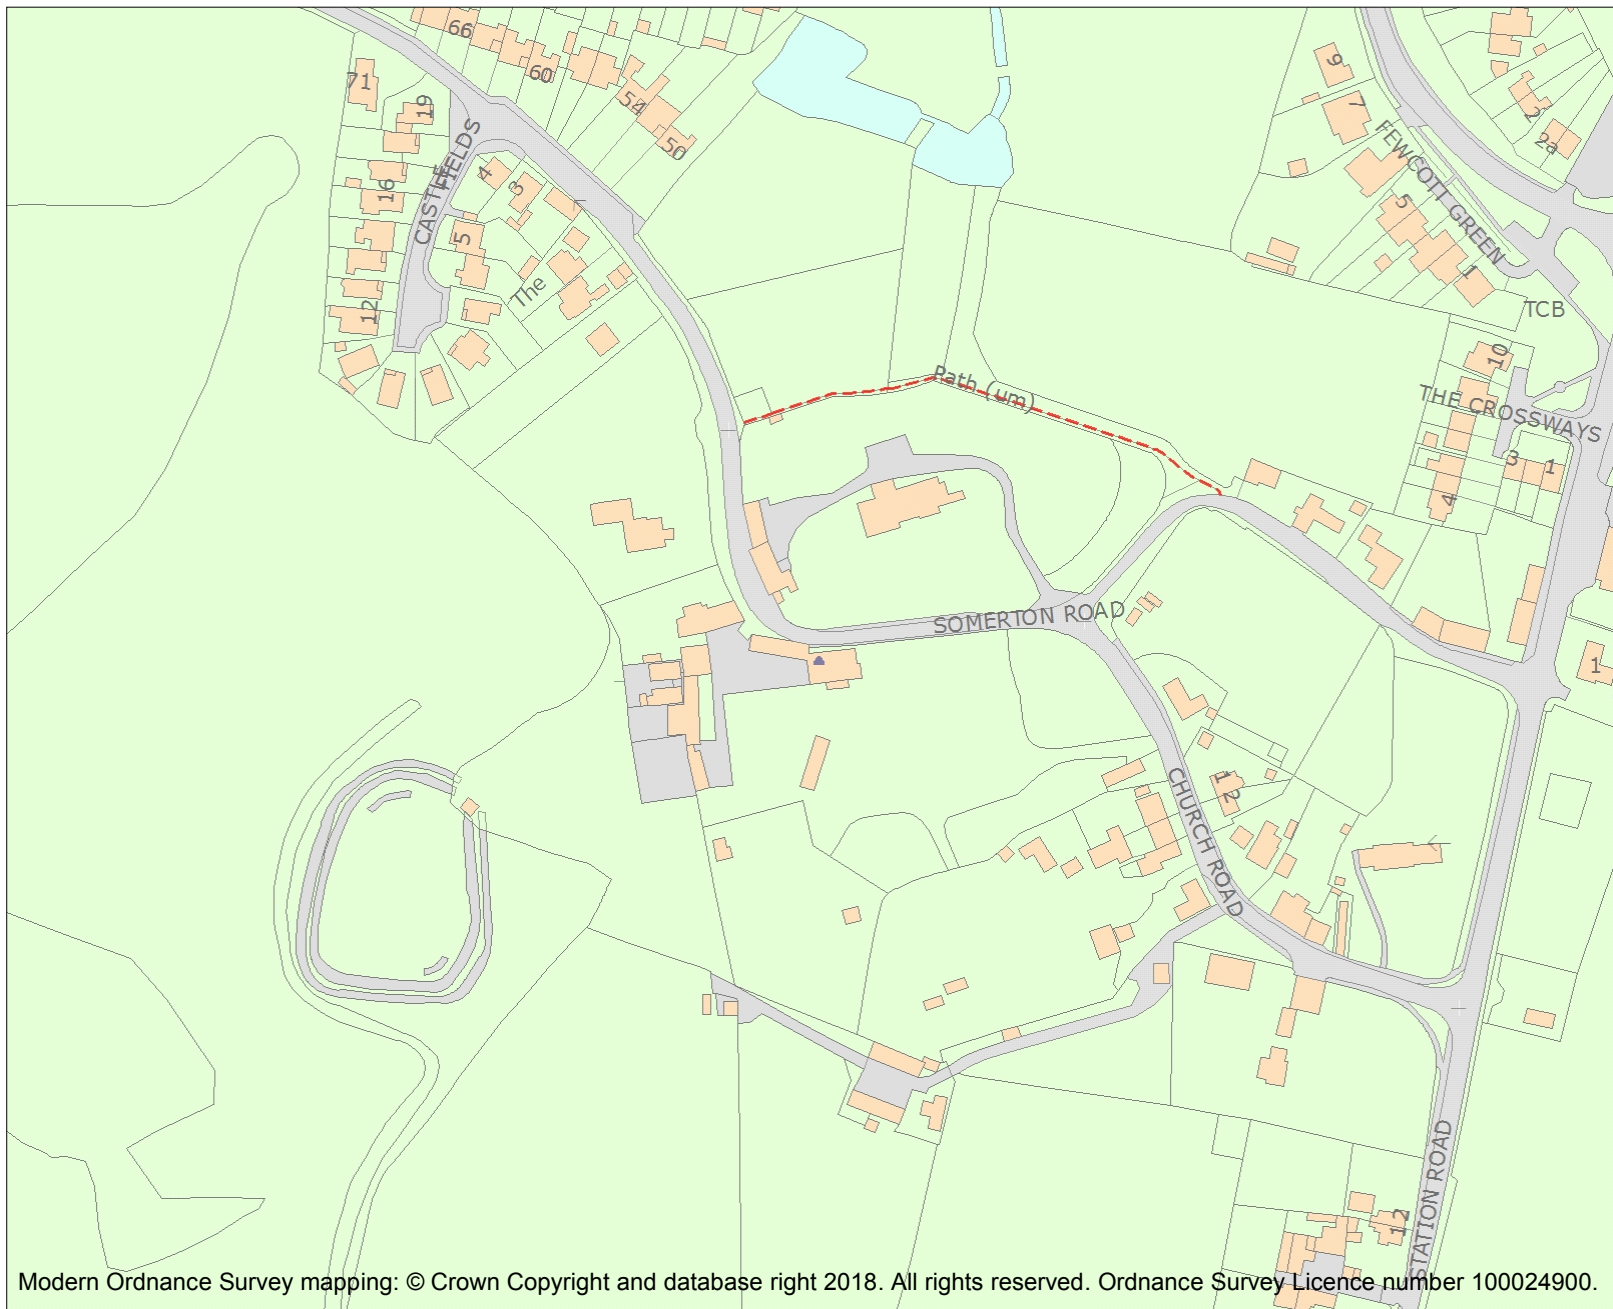 66
60
71
19
54
50
CASTLE
FIELDS
4
3
16
5
12
The
9
7
2
2a
FEWCOTT GREEN
5
1
TCB
10
THE CROSSWAYS
3
1
4
Path (um)
SOMERTON ROAD
1
12
CHURCH ROAD
12
STATION ROAD
Modern Ordnance Survey mapping: © Crown Copyright and database right 2018. All rights reserved. Ordnance Survey Licence number 100024900.